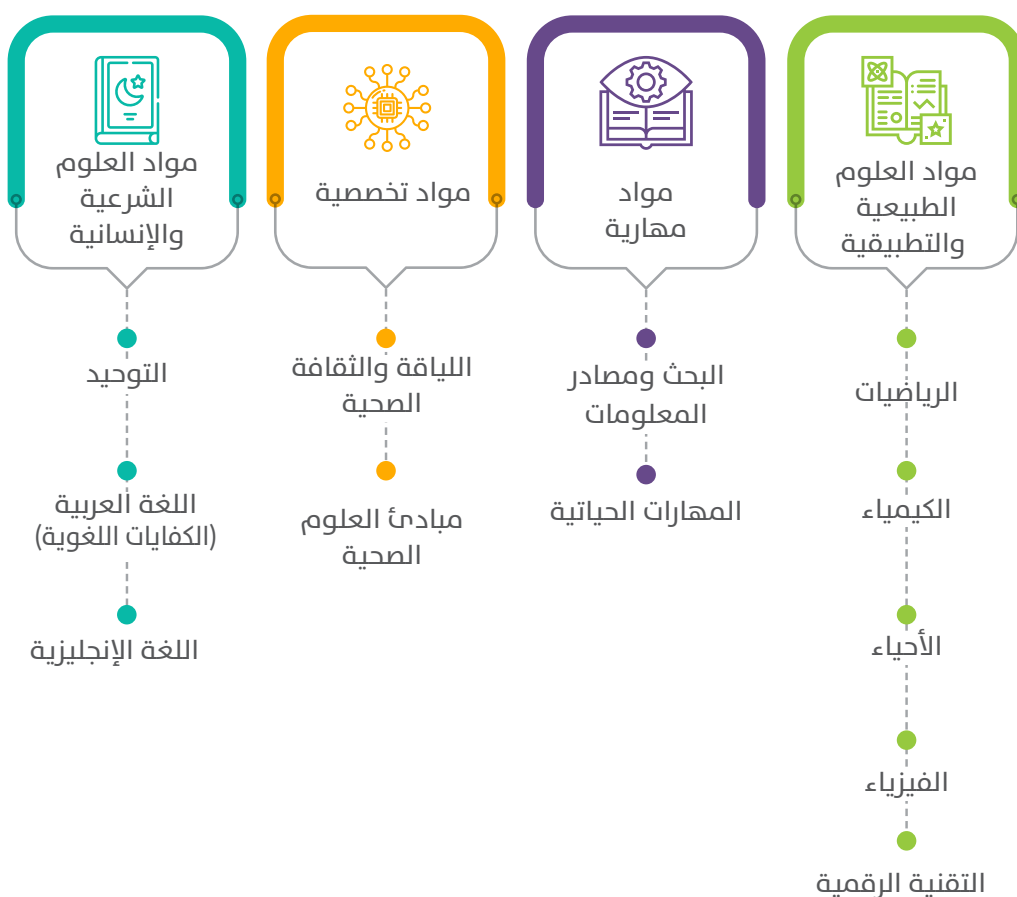 مواد العلوم
الطبيعية
والتطبيقية
الرياضيات
الكيمياء
الأحياء
الفيزياء
التقنية الرقمية
مواد
مهارية
البحث ومصادر
المعلومات
المهارات الحياتية
مواد تخصصية
اللياقة والثقافة
الصحية
مبادئ العلوم
الصحية
مواد العلوم
الشرعية
والإنسانية
التوحيد
اللغة العربية
(الكفايات اللغوية)
اللغة الإنجليزية